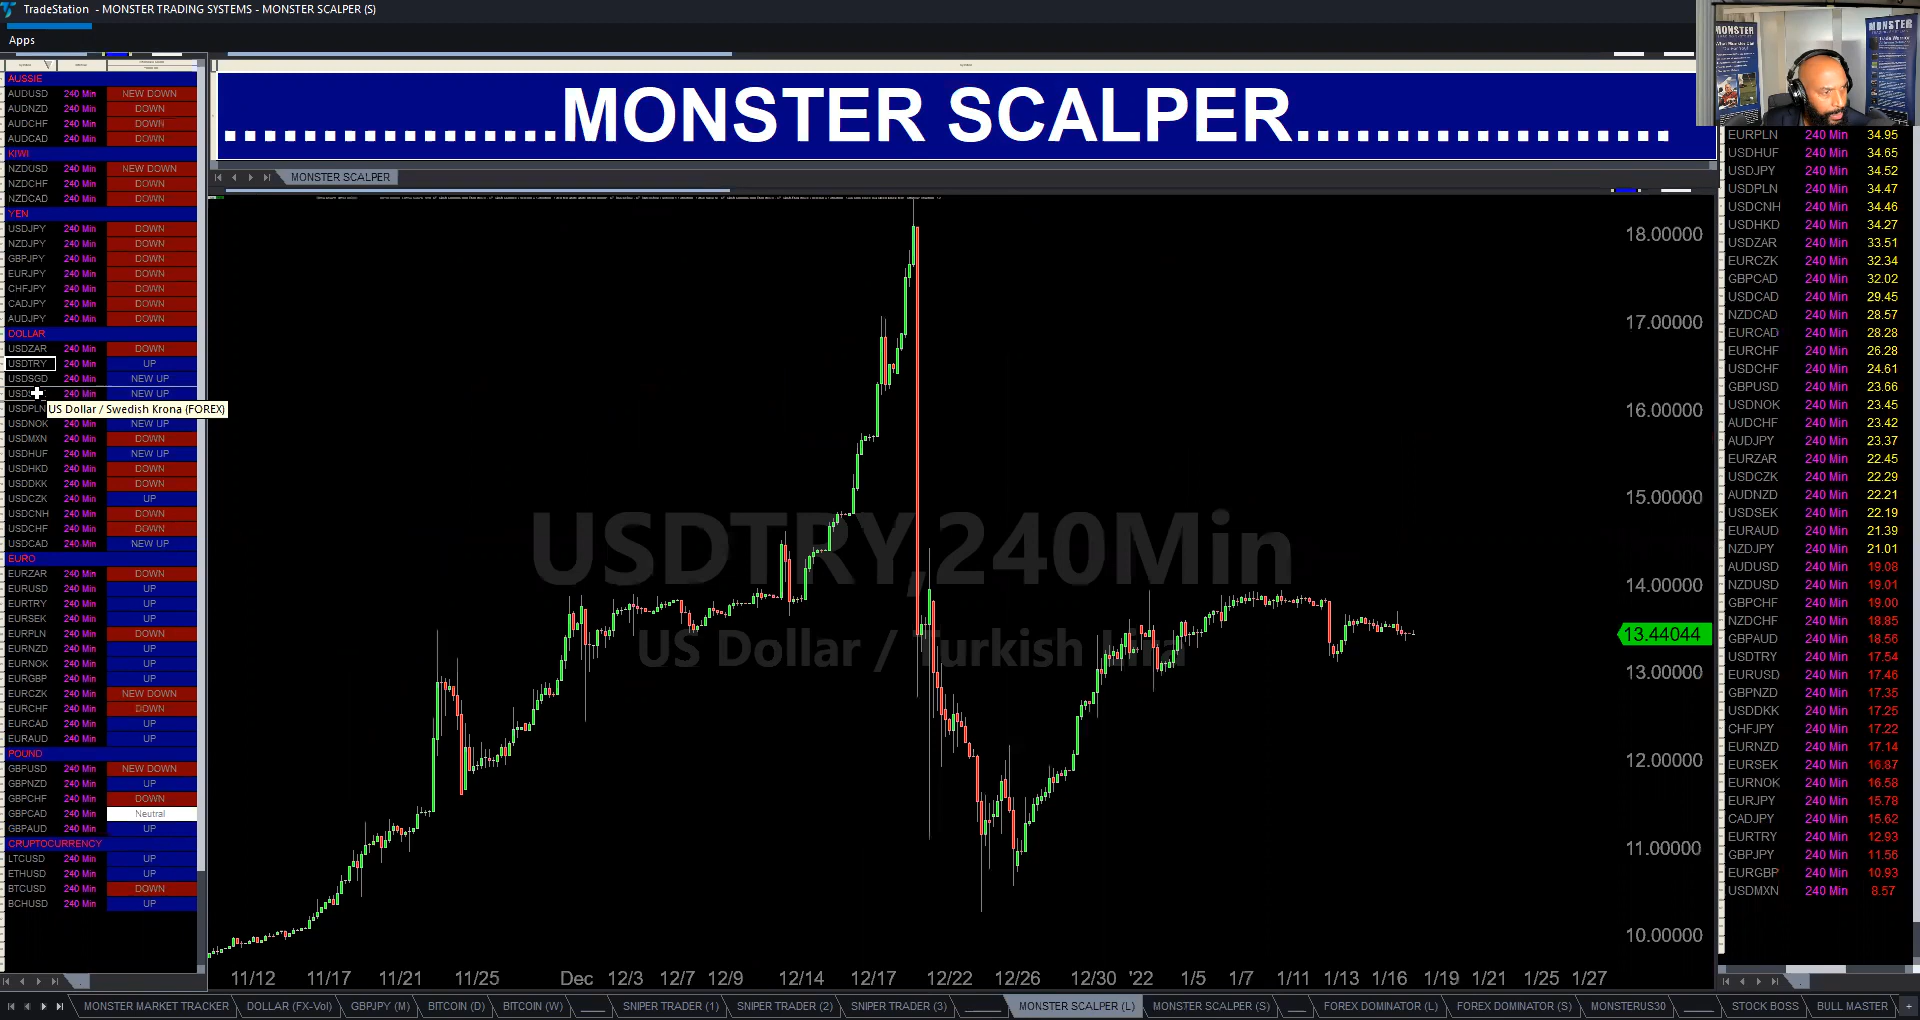 TradeStation - MONSTER TRADING SYSTEMS - MONSTER SCALPER (S)
Apps
AUSSIE
AUDUSD 240 Min NEW DOWN
AUDNZD 240 Min DOWN
AUDCHF 240 Min DOWN
AUDCAD 240 Min DOWN
KIWI
NZDUSD 240 Min NEW DOWN
NZDCHF 240 Min DOWN
NZDCAD 240 Min DOWN
YEN
USDJPY 240 Min DOWN
NZDJPY 240 Min DOWN
GBPJPY 240 Min DOWN
EURJPY 240 Min DOWN
CHFJPY 240 Min DOWN
CADJPY 240 Min DOWN
AUDJPY 240 Min DOWN
DOLLAR
USDZAR 240 Min DOWN
USDTRY 240 Min UP
USDSGD 240 Min NEW UP
240 Min NEW UP
USDPLN
US Dollar / Swedish Krona (FOREX)
USDNOK 240 Min NEW UP
USDMXN 240 Min DOWN
USDHUF 240 Min NEW UP
USDHKD 240 Min DOWN
USDDKK 240 Min DOWN
USDCZK 240 Min UP
USDCNH 240 Min DOWN
USDCHF 240 Min DOWN
USDCAD 240 Min NEW UP
EURO
EURZAR 240 Min DOWN
EURUSD 240 Min UP
EURTRY 240 Min UP
EURSEK 240 Min UP
EURPLN 240 Min DOWN
EURNZD 240 Min UP
EURNOK 240 Min UP
EURGBP 240 Min UP
EURCZK 240 Min NEW DOWN
EURCHF 240 Min DOWN
EURCAD 240 Min UP
EURAUD 240 Min UP
POUND
GBPUSD 240 Min NEW DOWN
GBPNZD 240 Min UP
GBPCHF 240 Min DOWN
GBPCAD 240 Min Neutral
GBPAUD 240 Min UP
CRUPTOCURRENCY
LTCUSD 240 Min UP
ETHUSD 240 Min UP
BTCUSD 240 Min DOWN
BCHUSD 240 Min UP
.................MONSTER SCALPER...................
MONSTER SCALPER
USDTRY,240Min
US Dollar / Turkish Lira
18.00000
17.00000
16.00000
15.00000
14.00000
13.44044
13.00000
12.00000
11.00000
10.00000
11/12 11/17 11/21 11/25 Dec 12/3 12/7 12/9 12/14 12/17 12/22 12/26 12/30 '22 1/5 1/7 1/11 1/13 1/16 1/19 1/21 1/25 1/27
MONSTER
MONSTER
EURPLN 240 Min 34.95
USDHUF 240 Min 34.65
USDJPY 240 Min 34.52
USDPLN 240 Min 34.47
USDCNH 240 Min 34.46
USDHKD 240 Min 34.27
USDZAR 240 Min 33.51
EURCZK 240 Min 32.34
GBPCAD 240 Min 32.02
USDCAD 240 Min 29.45
NZDCAD 240 Min 28.57
EURCAD 240 Min 28.28
EURCHF 240 Min 26.28
USDCHF 240 Min 24.61
GBPUSD 240 Min 23.66
USDNOK 240 Min 23.45
AUDCHF 240 Min 23.42
AUDJPY 240 Min 23.37
EURZAR 240 Min 22.45
USDCZK 240 Min 22.29
AUDNZD 240 Min 22.21
USDSEK 240 Min 22.19
EURAUD 240 Min 21.39
NZDJPY 240 Min 21.01
AUDUSD 240 Min 19.08
NZDUSD 240 Min 19.01
GBPCHF 240 Min 19.00
NZDCHF 240 Min 18.85
GBPAUD 240 Min 18.56
USDTRY 240 Min 17.54
EURUSD 240 Min 17.46
GBPNZD 240 Min 17.35
USDDKK 240 Min 17.25
CHFJPY 240 Min 17.22
EURNZD 240 Min 17.14
EURSEK 240 Min 16.87
EURNOK 240 Min 16.58
EURJPY 240 Min 15.78
CADJPY 240 Min 15.62
EURTRY 240 Min 12.93
GBPJPY 240 Min 11.56
EURGBP 240 Min 10.93
USDMXN 240 Min 8.57
MONSTER MARKET TRACKER DOLLAR (FX-Vol) GBPJPY (M) BITCOIN (D) BITCOIN (W) SNIPER TRADER (1) SNIPER TRADER (2) SNIPER TRADER (3) MONSTER SCALPER (L) MONSTER SCALPER (S) FOREX DOMINATOR (L) FOREX DOMINATOR (S) MONSTERUS30 STOCK BOSS BULL MASTER